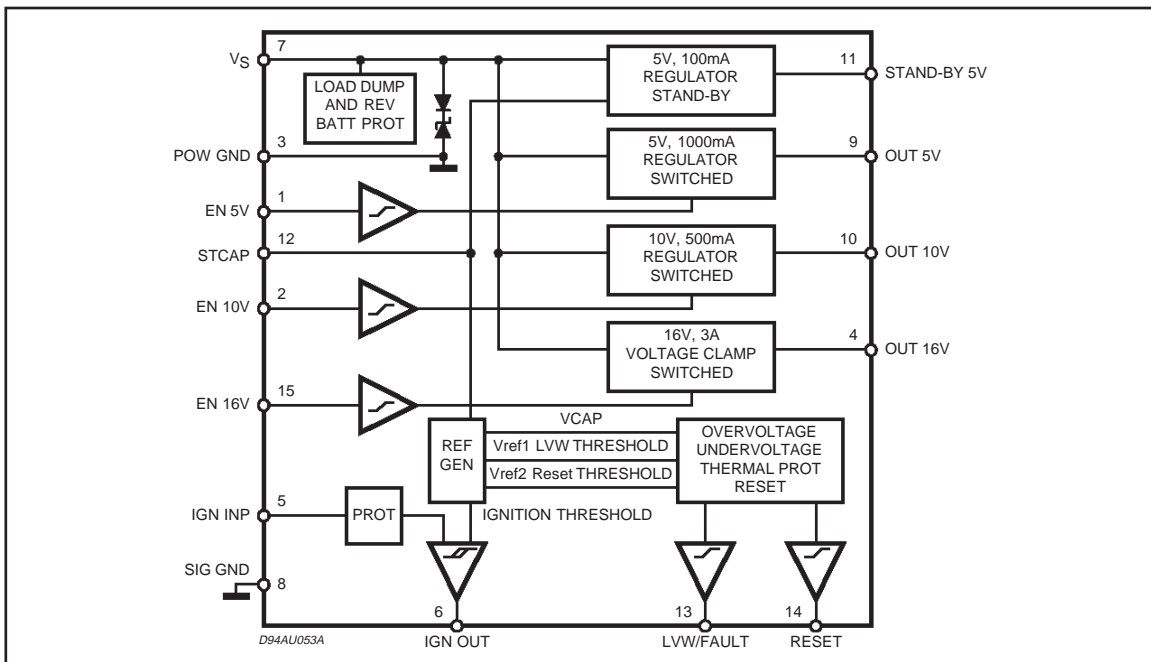 7
VS
5V, 100mA
REGULATOR
STAND-BY
11
STAND-BY 5V
LOAD DUMP
AND REV
BATT PROT
3
POW GND
5V, 1000mA
REGULATOR
SWITCHED
9
OUT 5V
1
EN 5V
12
STCAP
10V, 500mA
REGULATOR
SWITCHED
10
OUT 10V
2
EN 10V
16V, 3A
VOLTAGE CLAMP
SWITCHED
4
OUT 16V
15
EN 16V
REF
GEN
VCAP
Vref1 LVW THRESHOLD
Vref2 Reset THRESHOLD
OVERVOLTAGE
UNDERVOLTAGE
THERMAL PROT
RESET
5
IGN INP
PROT
IGNITION THRESHOLD
SIG GND
8
6
13
14
D94AU053A
IGN OUT
LVW/FAULT
RESET